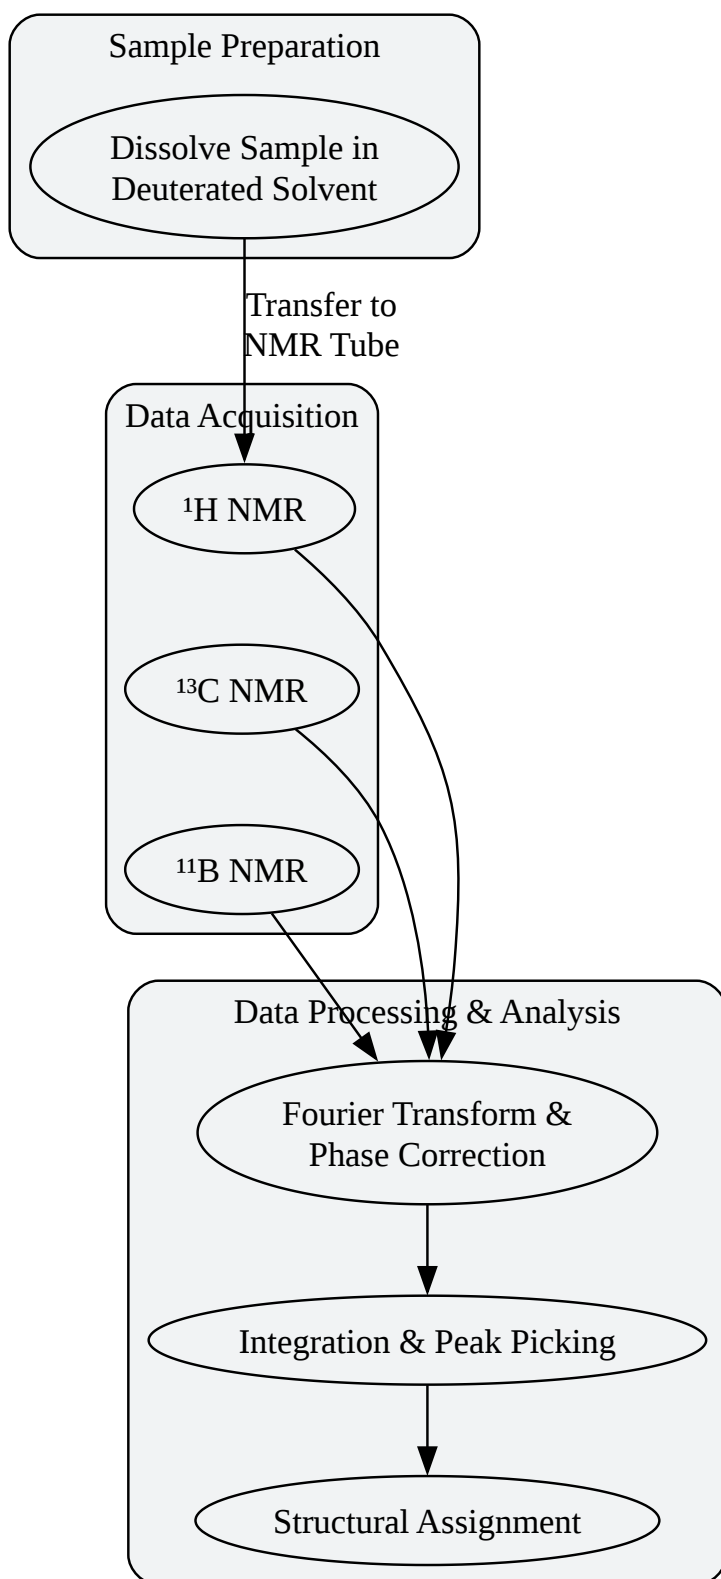 Sample Preparation
Dissolve Sample in
Deuterated Solvent
Transfer to
NMR Tube
Data Acquisition
¹H NMR
¹³C NMR
¹¹B NMR
Data Processing & Analysis
Fourier Transform &
Phase Correction
Integration & Peak Picking
Structural Assignment